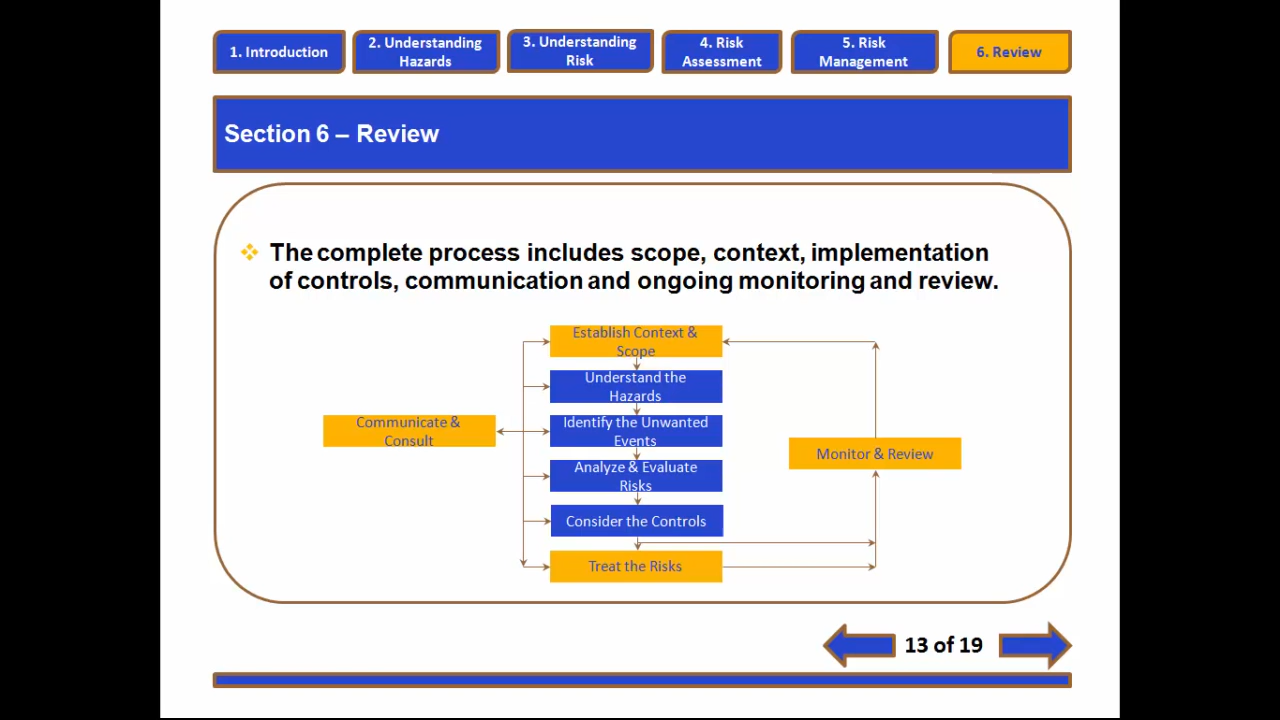 1. Introduction
2. Understanding
Hazards
3. Understanding
Risk
4. Risk
Assessment
5. Risk
Management
6. Review
Section 6 – Review
The complete process includes scope, context, implementation
of controls, communication and ongoing monitoring and review.
Establish Context &
Scope
Understand the
Hazards
Communicate &
Consult
Identify the Unwanted
Events
Monitor & Review
Analyze & Evaluate
Risks
Consider the Controls
Treat the Risks
13 of 19